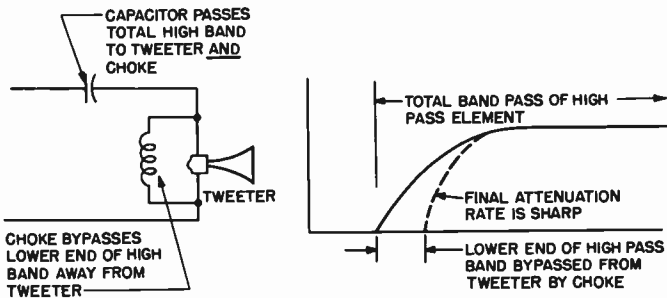 CAPACITOR PASSES
TOTAL HIGH BAND
TO TWEETER AND
CHOKE
TWEETER
CHOKE BYPASSES
LOWER END OF HIGH
BAND AWAY FROM
TWEETER
TOTAL BAND PASS OF HIGH
PASS ELEMENT
FINAL ATTENUATION
RATE IS SHARP
LOWER END OF HIGH PASS
BAND BYPASSED FROM
TWEETER BY CHOKE